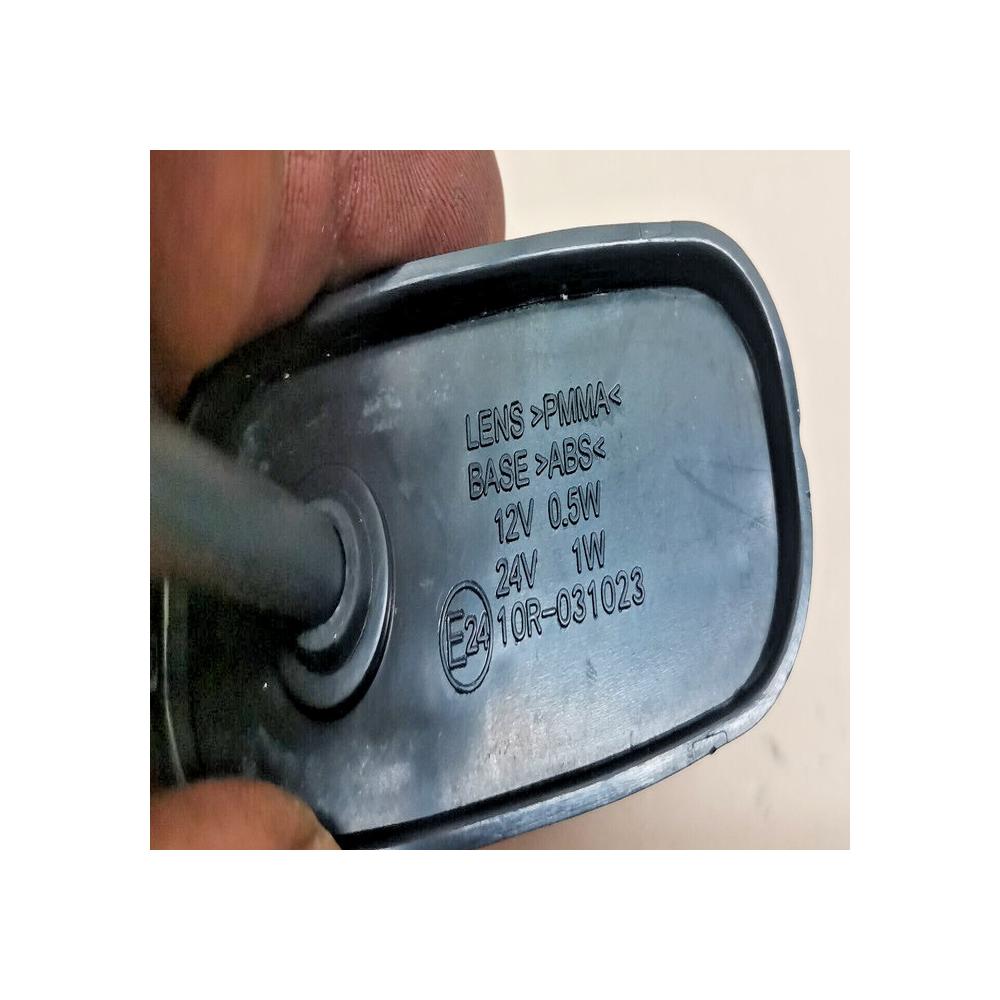 LENS >PMMA<
BASE >ABS<
12V 0.5W
24V 1W
E24 10R-031023